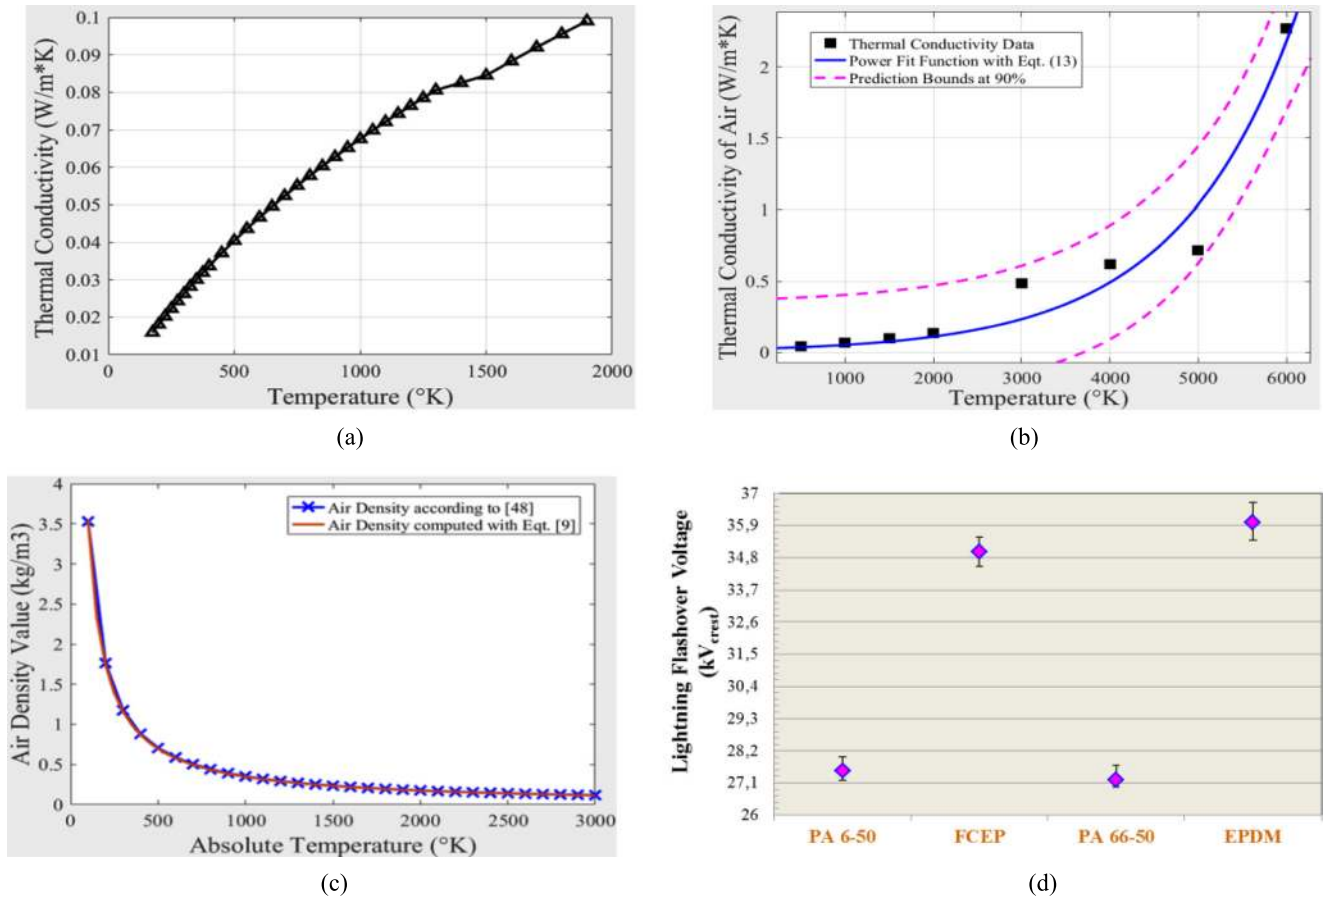 0.1
0.09
0.08
0.07
0.06
0.05
0.04
0.03
0.02
0.01
Thermal Conductivity (W/m*K)
0 500 1000 1500 2000
Temperature (°K)
(a)
Thermal Conductivity Data
Power Fit Function with Eqt. (13)
Prediction Bounds at 90%
2
1.5
1
0.5
0
Thermal Conductivity of Air (W/m*K)
1000 2000 3000 4000 5000 6000
Temperature (°K)
(b)
Air Density according to [48]
Air Density computed with Eqt. [9]
4
3.5
3
2.5
2
1.5
1
0.5
0
Air Density Value (kg/m3)
0 500 1000 1500 2000 2500 3000
Absolute Temperature (°K)
(c)
37
35,9
34,8
33,7
32,6
31,5
30,4
29,3
28,2
27,1
26
Lightning Flashover Voltage
(kVcrest)
PA 6-50 FCEP PA 66-50 EPDM
(d)